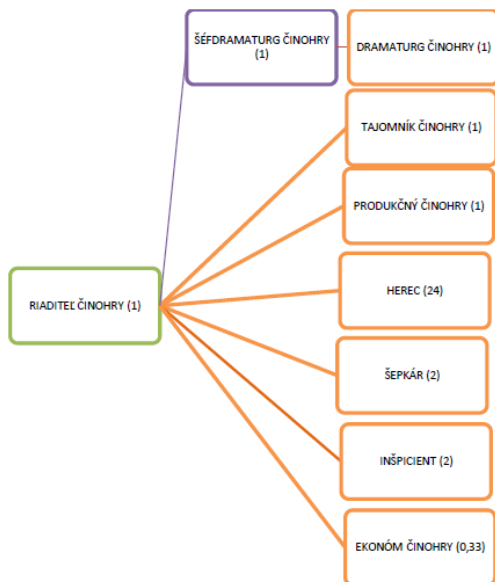 ŠÉFDRAMATURG ČINOHRY
(1)
DRAMATURG ČINOHRY (1)
TAJOMNÍK ČINOHRY (1)
PRODUKČNÝ ČINOHRY (1)
RIADITEĽ ČINOHRY (1)
HEREC (24)
ŠEPKÁR (2)
INŠPICIENT (2)
EKONÓM ČINOHRY (0,33)